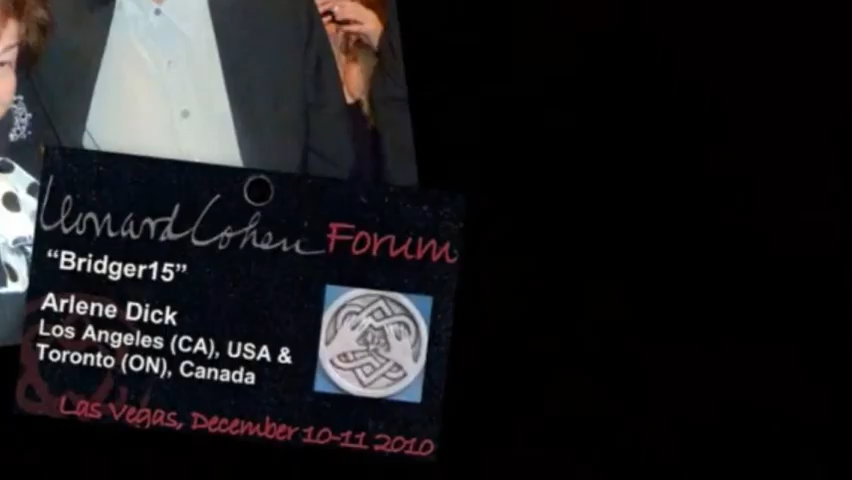 Leonard Cohen Forum
"Bridger15"
Arlene Dick
Los Angeles (CA), USA &
Toronto (ON), Canada
Las Vegas, December 10-11 2010